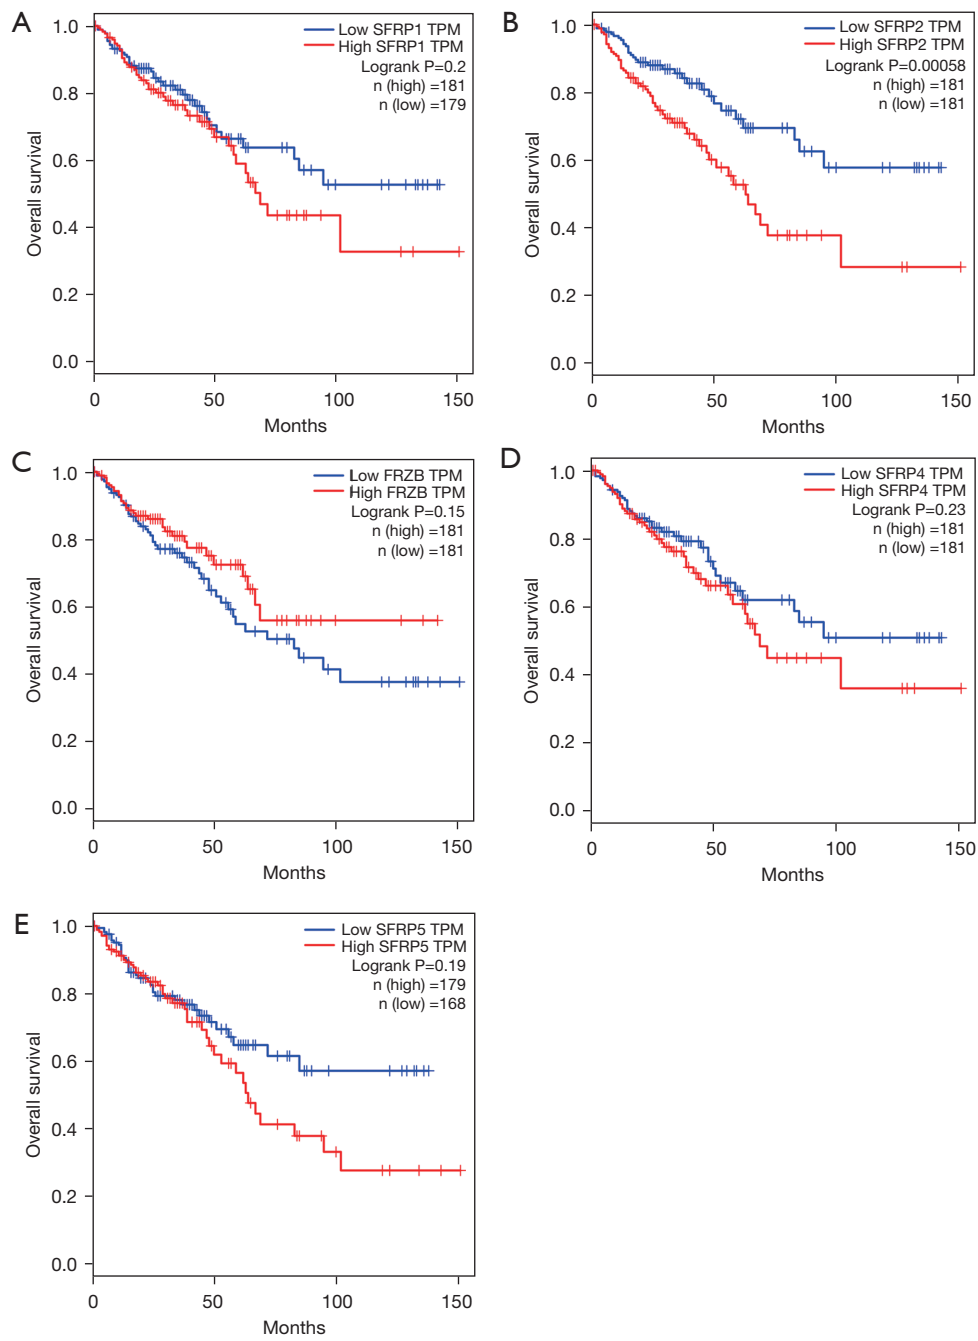 A
Low SFRP1 TPM
High SFRP1 TPM
Logrank P=0.2
n (high) =181
n (low) =179
Overall survival
1.0
0.8
0.6
0.4
0.2
0.0
0 50 100 150
Months
B
Low SFRP2 TPM
High SFRP2 TPM
Logrank P=0.00058
n (high) =181
n (low) =181
Overall survival
1.0
0.8
0.6
0.4
0.2
0.0
0 50 100 150
Months
C
Low FRZB TPM
High FRZB TPM
Logrank P=0.15
n (high) =181
n (low) =181
Overall survival
1.0
0.8
0.6
0.4
0.2
0.0
0 50 100 150
Months
D
Low SFRP4 TPM
High SFRP4 TPM
Logrank P=0.23
n (high) =181
n (low) =181
Overall survival
1.0
0.8
0.6
0.4
0.2
0.0
0 50 100 150
Months
E
Low SFRP5 TPM
High SFRP5 TPM
Logrank P=0.19
n (high) =179
n (low) =168
Overall survival
1.0
0.8
0.6
0.4
0.2
0.0
0 50 100 150
Months